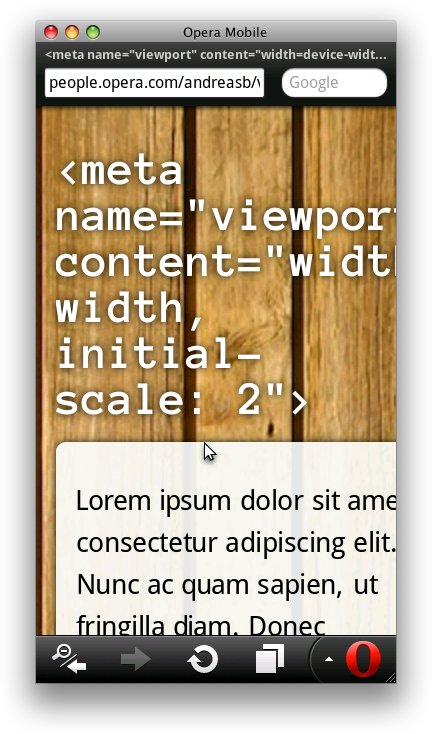 Opera Mobile
<meta name="viewport" content="width=device-widt...
people.opera.com/andreasb/
Google
<meta
name="viewport
content="width
width,
initial-
scale: 2">
Lorem ipsum dolor sit ame
consectetur adipiscing elit.
Nunc ac quam sapien, ut
fringilla diam. Donec